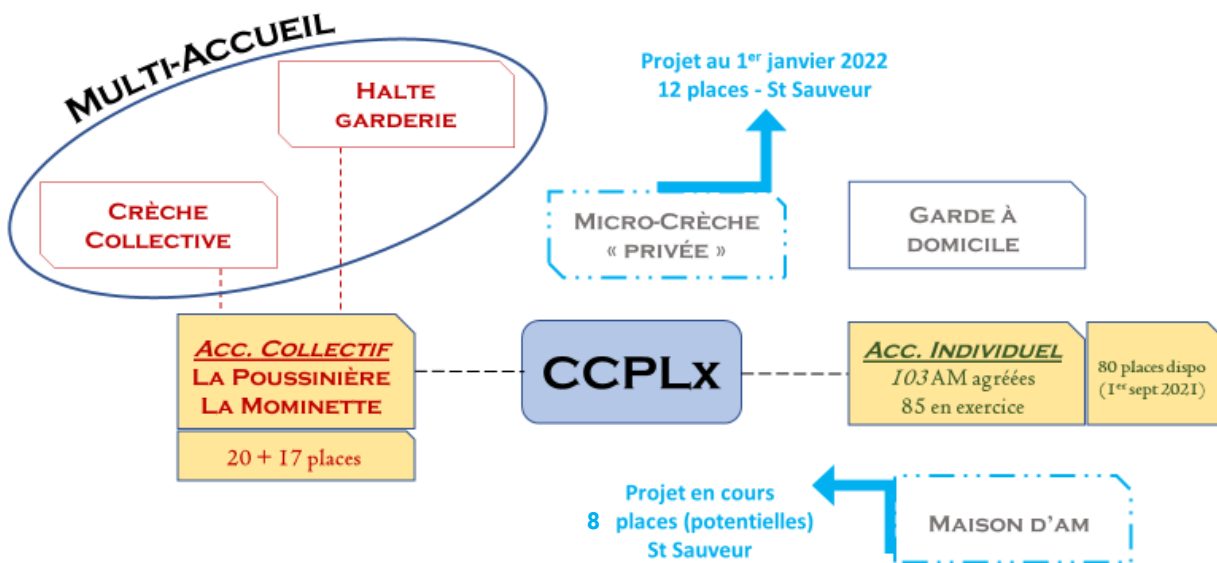 MULTI-ACCUEIL
HALTE
GARDERIE
CRÈCHE
COLLECTIVE
Projet au 1er janvier 2022
12 places - St Sauveur
MICRO-CRÈCHE
« PRIVÉE »
GARDE À
DOMICILE
ACC. COLLECTIF
LA POUSSINIÈRE
LA MOMINETTE
20 + 17 places
CCPLx
ACC. INDIVIDUEL
103 AM agréées
85 en exercice
80 places dispo
(1er sept 2021)
Projet en cours
8 places (potentielles)
St Sauveur
MAISON D'AM